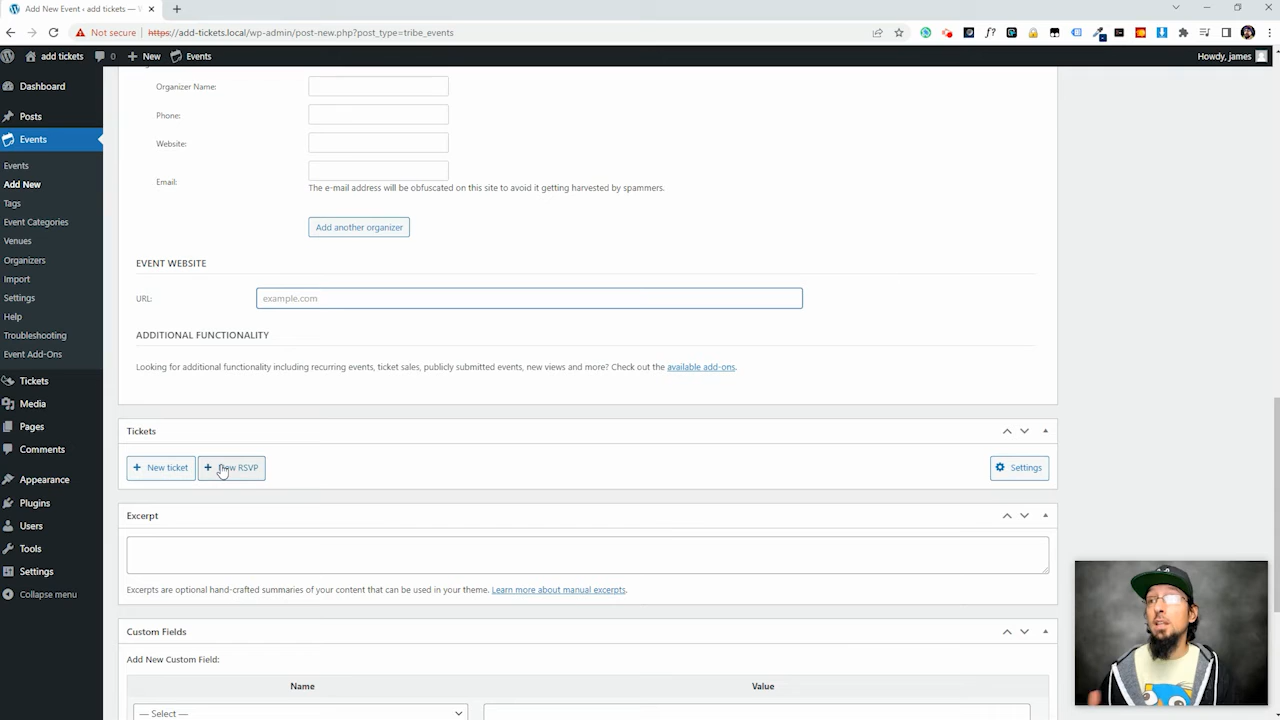 Add New Event ‹ add tickets — W
Not secure
https://add-tickets.local/wp-admin/post-new.php?post_type=tribe_events
add tickets
0
New
Events
Howdy, james
Dashboard
Posts
Events
Events
Add New
Tags
Event Categories
Venues
Organizers
Import
Settings
Help
Troubleshooting
Event Add-Ons
Tickets
Media
Pages
Comments
Appearance
Plugins
Users
Tools
Settings
Collapse menu
Organizer Name:
Phone:
Website:
Email:
The e-mail address will be obfuscated on this site to avoid it getting harvested by spammers.
Add another organizer
EVENT WEBSITE
URL:
example.com
ADDITIONAL FUNCTIONALITY
Looking for additional functionality including recurring events, ticket sales, publicly submitted events, new views and more? Check out the available add-ons.
Tickets
+ New ticket
+ New RSVP
Settings
Excerpt
Excerpts are optional hand-crafted summaries of your content that can be used in your theme. Learn more about manual excerpts.
Custom Fields
Add New Custom Field:
Name
Value
— Select —